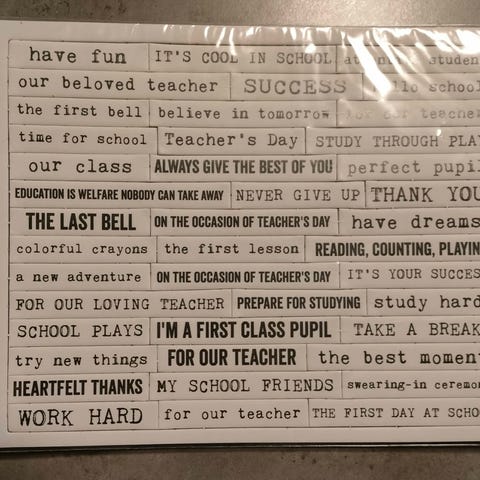 have fun IT'S COOL IN SCHOOL
our beloved teacher SUCCESS hello school
the first bell believe in tomorrow for our teacher
time for school Teacher's Day STUDY THROUGH PLA
our class ALWAYS GIVE THE BEST OF YOU perfect pupi
EDUCATION IS WELFARE NOBODY CAN TAKE AWAY NEVER GIVE UP THANK YOU
THE LAST BELL ON THE OCCASION OF TEACHER'S DAY have dreams
colorful crayons the first lesson READING, COUNTING, PLAYIN
a new adventure ON THE OCCASION OF TEACHER'S DAY IT'S YOUR SUCCES
FOR OUR LOVING TEACHER PREPARE FOR STUDYING study hard
SCHOOL PLAYS I'M A FIRST CLASS PUPIL TAKE A BREAK
try new things FOR OUR TEACHER the best momen
HEARTFELT THANKS MY SCHOOL FRIENDS swearing-in ceremo
WORK HARD for our teacher THE FIRST DAY AT SCHO